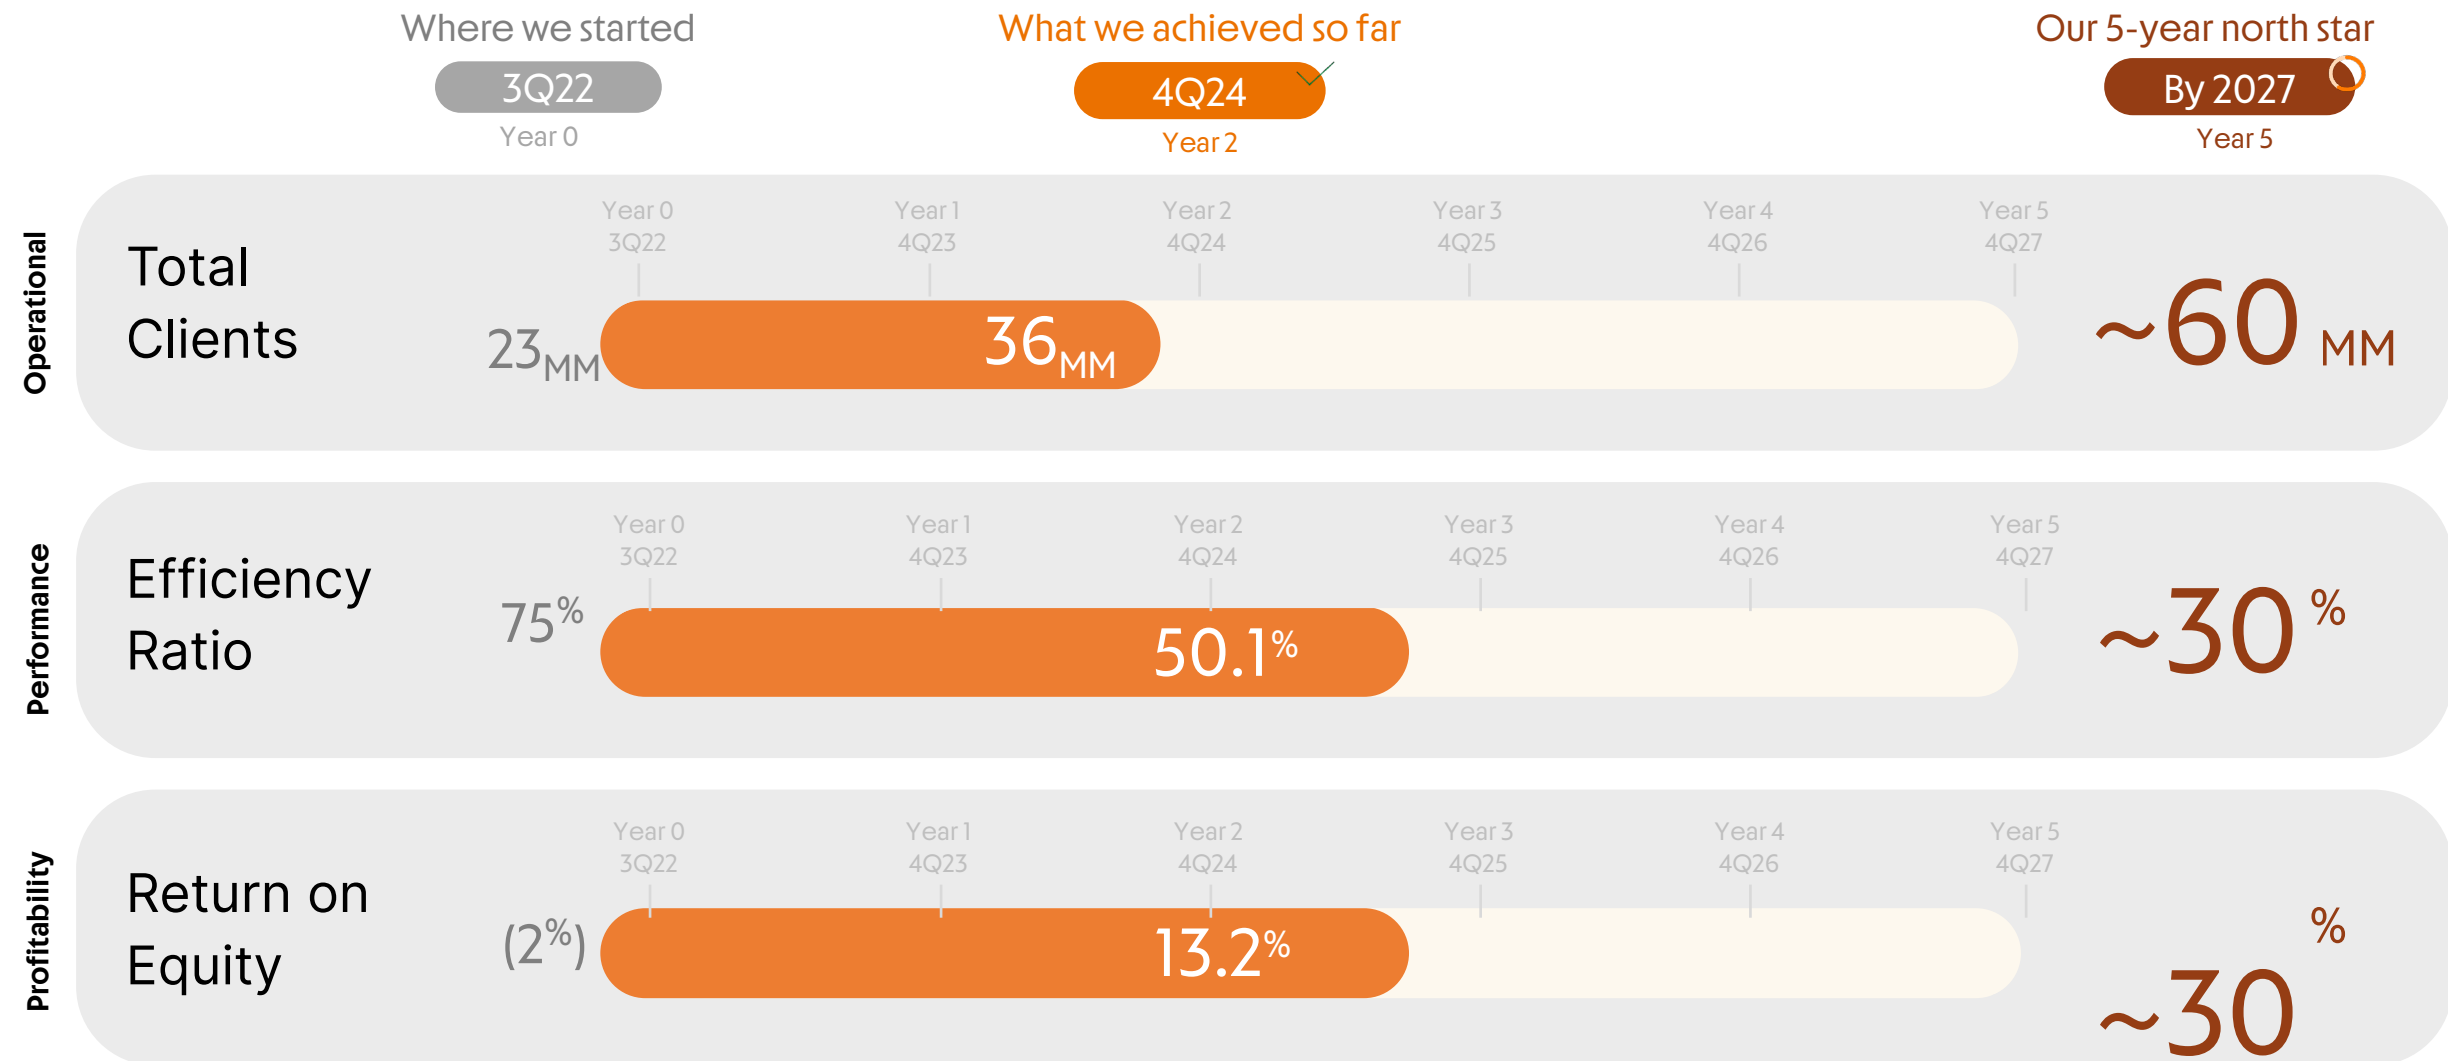 Where we started
3Q22
Year 0
What we achieved so far
4Q24
Year 2
Our 5-year north star
By 2027
Year 5
Operational
Total
Clients
Year 0 Year 1 Year 2 Year 3 Year 4 Year 5
3Q22 4Q23 4Q24 4Q25 4Q26 4Q27
23MM 36MM ~60 MM
Performance
Efficiency
Ratio
Year 0 Year 1 Year 2 Year 3 Year 4 Year 5
3Q22 4Q23 4Q24 4Q25 4Q26 4Q27
75% 50.1% ~30%
Profitability
Return on
Equity
Year 0 Year 1 Year 2 Year 3 Year 4 Year 5
3Q22 4Q23 4Q24 4Q25 4Q26 4Q27
(2%) 13.2% ~30%